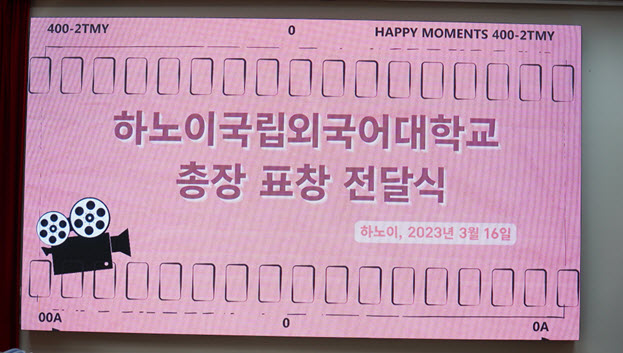 400-2TMY 0 HAPPY MOMENTS 400-2TMY
하노이국립외국어대학교
총장 표창 전달식
하노이, 2023년 3월 16일
00A 0 0A